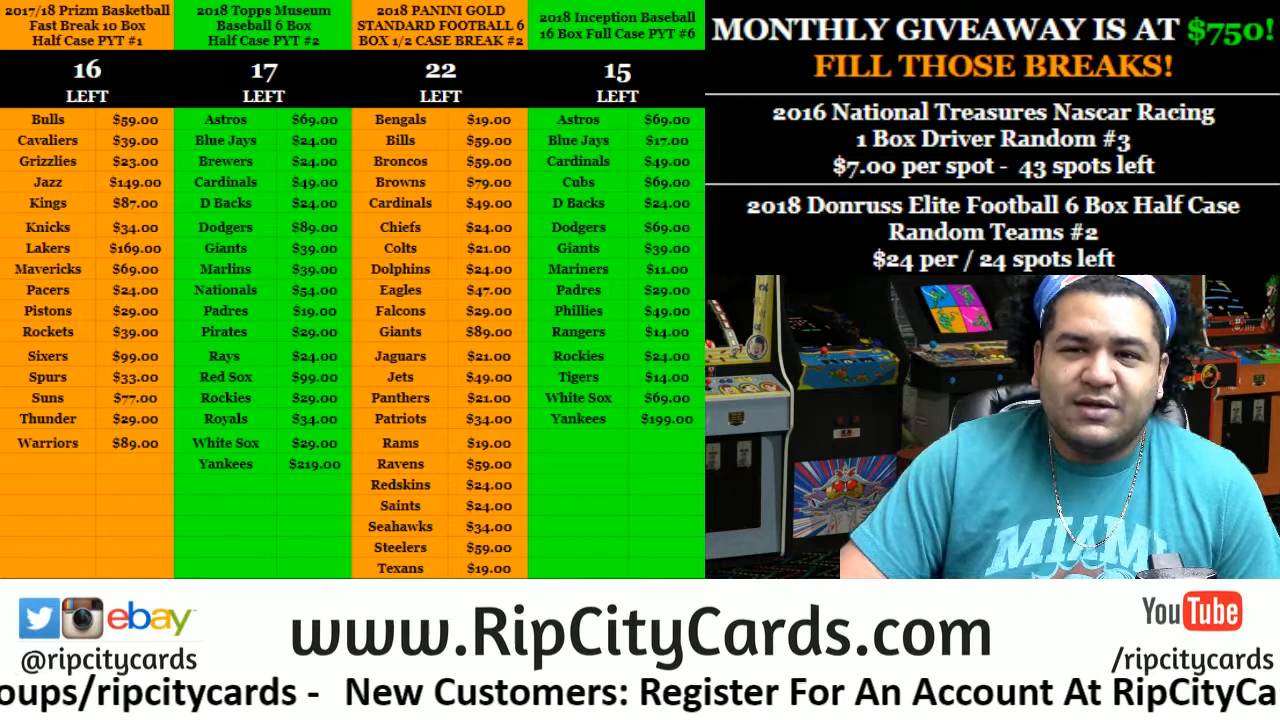 2017/18 Prizm Basketball
Fast Break 10 Box
Half Case PYT #1
16
LEFT
Bulls $59.00
Cavaliers $39.00
Grizzlies $23.00
Jazz $149.00
Kings $87.00
Knicks $34.00
Lakers $169.00
Mavericks $69.00
Pacers $24.00
Pistons $29.00
Rockets $39.00
Sixers $99.00
Spurs $33.00
Suns $77.00
Thunder $29.00
Warriors $89.00
2018 Topps Museum
Baseball 6 Box
Half Case PYT #2
17
LEFT
Astros $69.00
Blue Jays $24.00
Brewers $24.00
Cardinals $49.00
D Backs $24.00
Dodgers $89.00
Giants $39.00
Marlins $39.00
Nationals $54.00
Padres $19.00
Pirates $29.00
Rays $24.00
Red Sox $99.00
Rockies $29.00
Royals $34.00
White Sox $29.00
Yankees $219.00
2018 PANINI GOLD
STANDARD FOOTBALL 6
BOX 1/2 CASE BREAK #2
22
LEFT
Bengals $19.00
Bills $59.00
Broncos $59.00
Browns $79.00
Cardinals $49.00
Chiefs $24.00
Colts $21.00
Dolphins $24.00
Eagles $47.00
Falcons $29.00
Giants $89.00
Jaguars $21.00
Jets $49.00
Panthers $21.00
Patriots $34.00
Rams $19.00
Ravens $59.00
Redskins $24.00
Saints $24.00
Seahawks $34.00
Steelers $59.00
Texans $19.00
2018 Inception Baseball
16 Box Full Case PYT #6
15
LEFT
Astros $69.00
Blue Jays $17.00
Cardinals $49.00
Cubs $69.00
D Backs $24.00
Dodgers $69.00
Giants $39.00
Mariners $11.00
Padres $29.00
Phillies $49.00
Rangers $14.00
Rockies $24.00
Tigers $14.00
White Sox $69.00
Yankees $199.00
MONTHLY GIVEAWAY IS AT $750!
FILL THOSE BREAKS!
2016 National Treasures Nascar Racing
1 Box Driver Random #3
$7.00 per spot - 43 spots left
2018 Donruss Elite Football 6 Box Half Case
Random Teams #2
$24 per / 24 spots left
MIAMI
ebay
@ripcitycards
www.RipCityCards.com
YouTube
/ripcitycards
oups/ripcitycards - New Customers: Register For An Account At RipCityCa